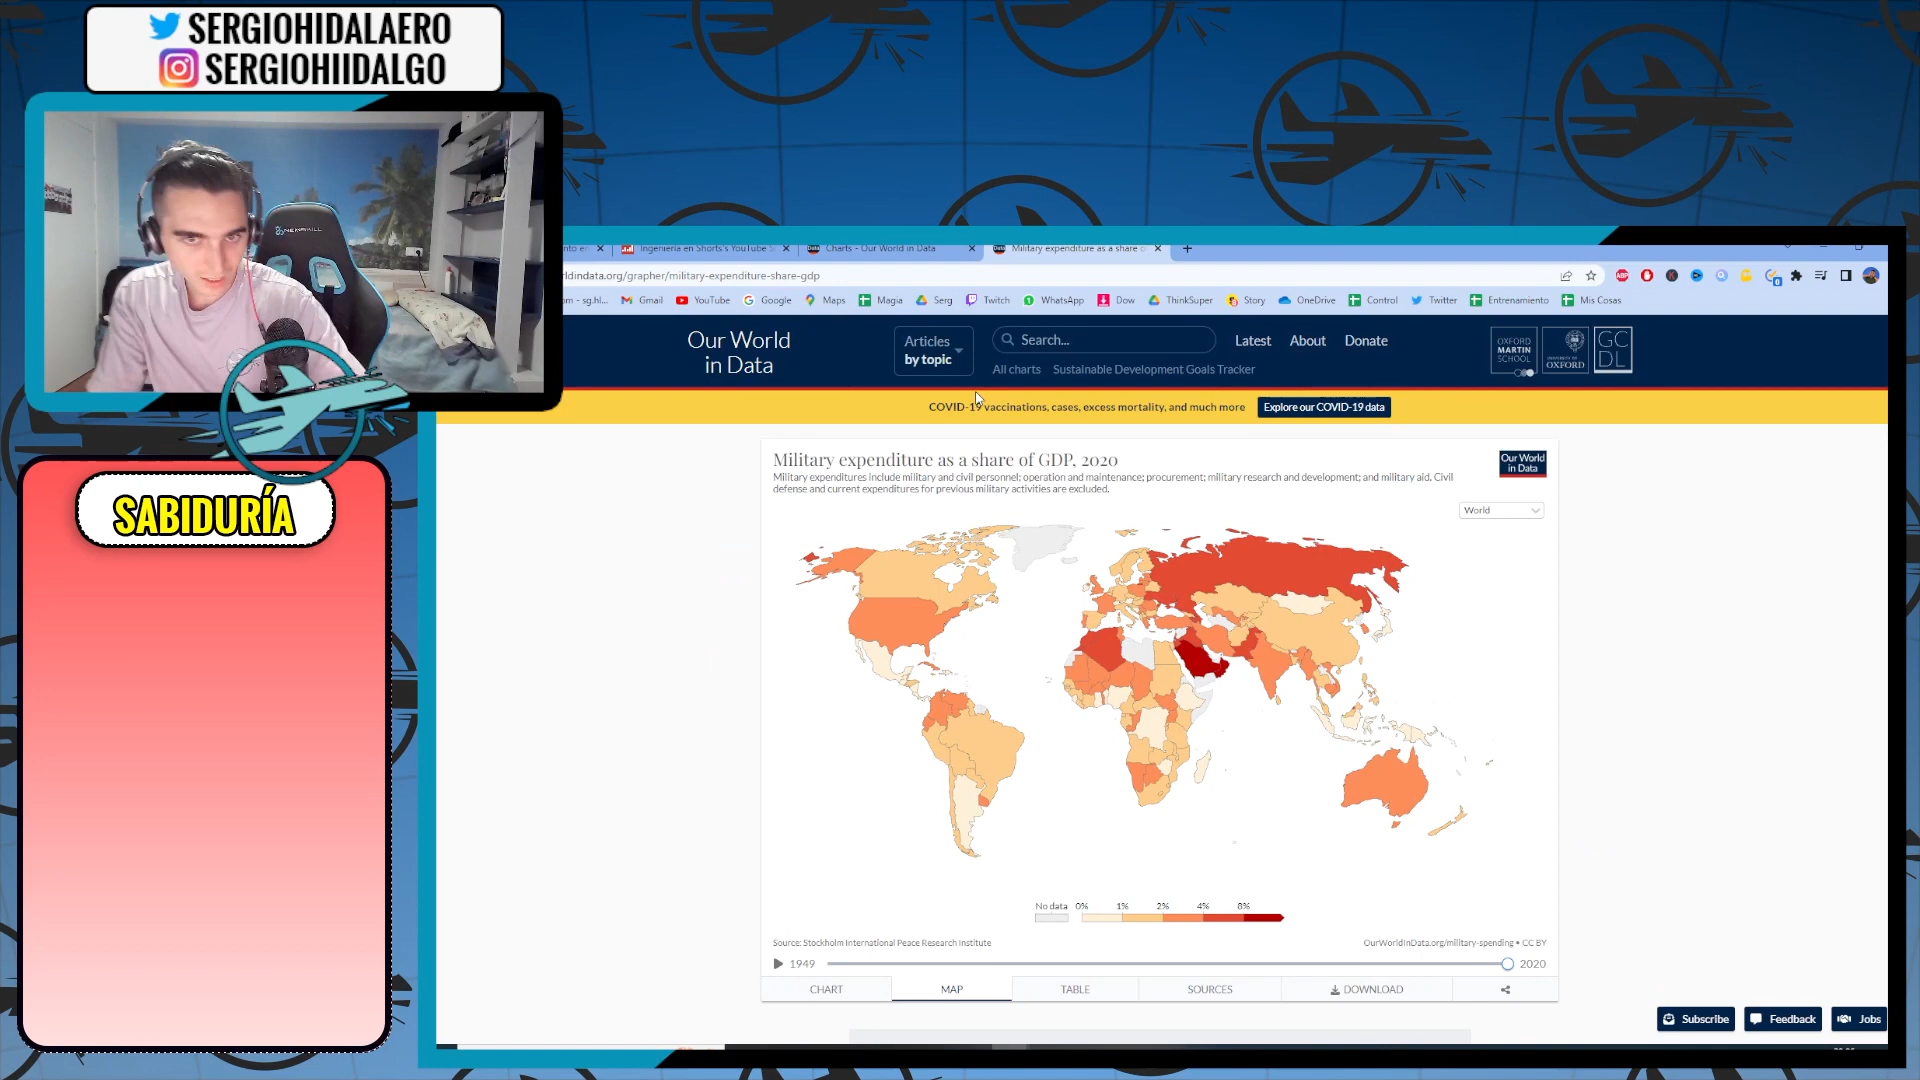 SERGIOHIDALAERO
SERGIOHIIDALGO
NEWSKILL
SABIDURÍA
Ingeniería en Shorts's YouTube S
Charts - Our World in Data
Military expenditure as a share o
ldindata.org/grapher/military-expenditure-share-gdp
om - sg.hl...
Gmail
YouTube
Google
Maps
Magia
Serg
Twitch
WhatsApp
Dow
ThinkSuper
Story
OneDrive
Control
Twitter
Entrenamiento
Mis Cosas
Our World
in Data
Articles
by topic
Search...
Latest
About
Donate
All charts
Sustainable Development Goals Tracker
OXFORD
MARTIN
SCHOOL
UNIVERSITY OF
OXFORD
GC
DL
COVID-19 vaccinations, cases, excess mortality, and much more
Explore our COVID-19 data
Military expenditure as a share of GDP, 2020
Military expenditures include military and civil personnel; operation and maintenance; procurement; military research and development; and military aid. Civil
defense and current expenditures for previous military activities are excluded.
Our World
in Data
World
No data 0% 1% 2% 4% 8%
Source: Stockholm International Peace Research Institute
OurWorldInData.org/military-spending • CC BY
1949
2020
CHART
MAP
TABLE
SOURCES
DOWNLOAD
Subscribe
Feedback
Jobs